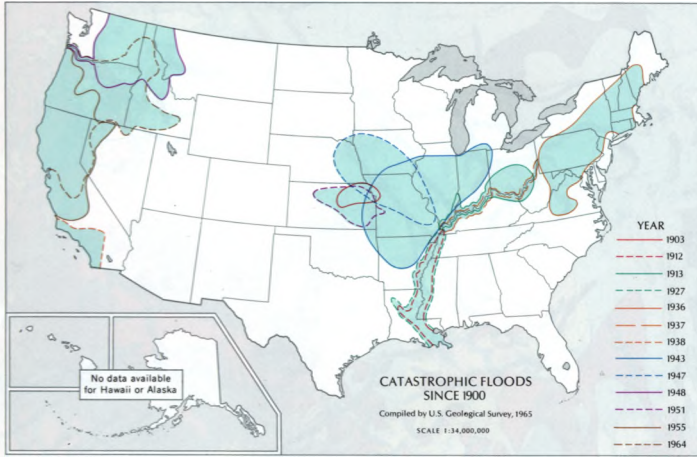 YEAR
1903
1912
1913
1927
1936
1937
1938
1943
1947
1948
1951
1955
1964
No data available
for Hawaii or Alaska
CATASTROPHIC FLOODS
SINCE 1900
Compiled by U.S. Geological Survey, 1965
SCALE 1:34,000,000